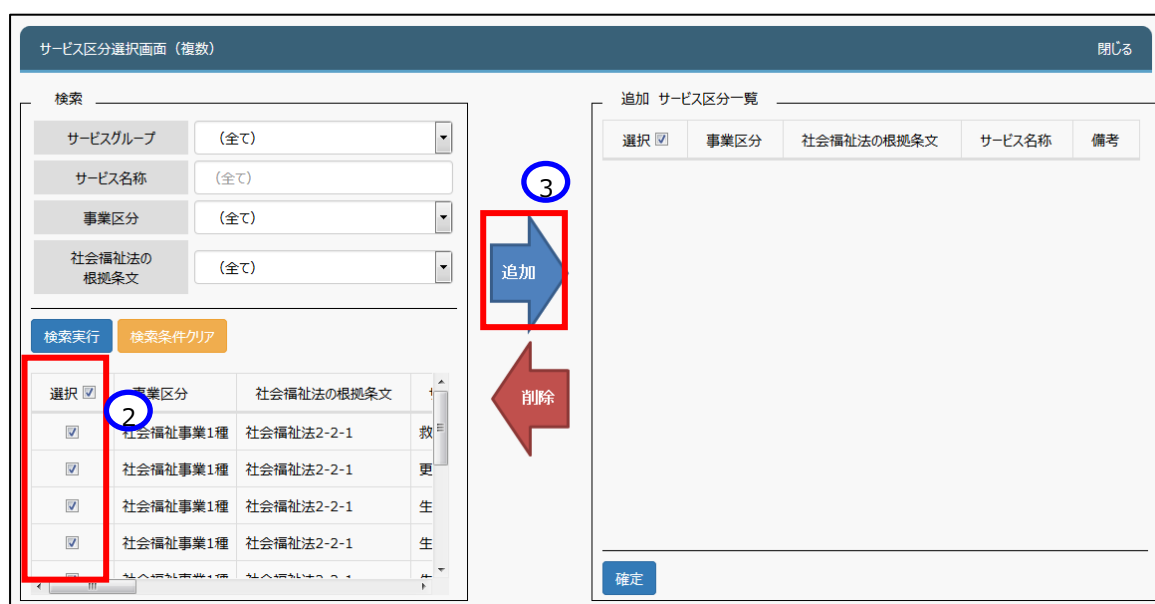 サービス区分選択画面（複数） 閉じる
検索
サービスグループ （全て）
サービス名称 （全て）
事業区分 （全て）
社会福祉法の
根拠条文 （全て）
検索実行 検索条件クリア
選択 事業区分 社会福祉法の根拠条文
2
社会福祉事業1種 社会福祉法2-2-1 救
社会福祉事業1種 社会福祉法2-2-1 更
社会福祉事業1種 社会福祉法2-2-1 生
社会福祉事業1種 社会福祉法2-2-1 生
3
追加
削除
追加 サービス区分一覧
選択 事業区分 社会福祉法の根拠条文 サービス名称 備考
確定